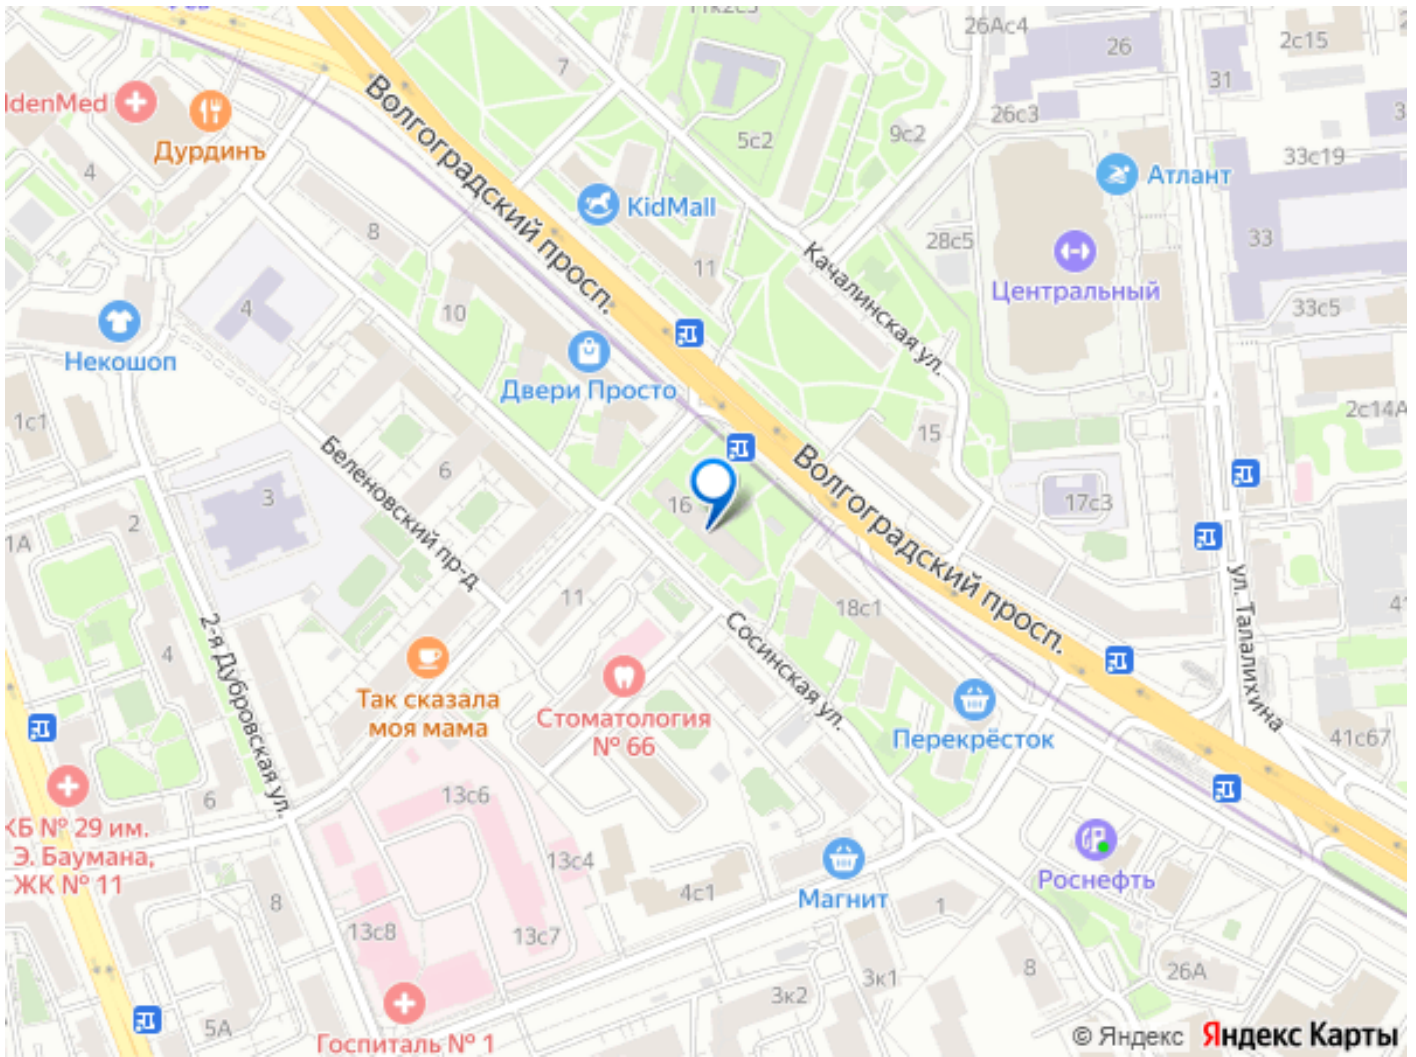 26Ас4
26
2с15
7
31
ldenMed
26с3
5с2
9с2
Дурдинъ
33с19
4
Атлант
Волгоградский просп.
KidMall
8
28с5
33
11
Качалинская ул.
Центральный
4
10
33с5
Некошоп
Двери Просто
2с14А
1с1
15
Беленовский пр-д
6
Волгоградский просп.
3
16
17с3
2
1А
11
18с1
ул. Талалихина
41
2-я Дубровская ул.
Сосинская ул.
4
Так сказала
моя мама
Стоматология
№ 66
Перекрёсток
41с67
6
13с6
КБ № 29 им.
Э. Баумана,
ЖК № 11
13с4
Роснефть
4с1
Магнит
8
1
13с8
13с7
3к1
8
26А
3к2
5А
Госпиталь № 1
© Яндекс Яндекс Карты